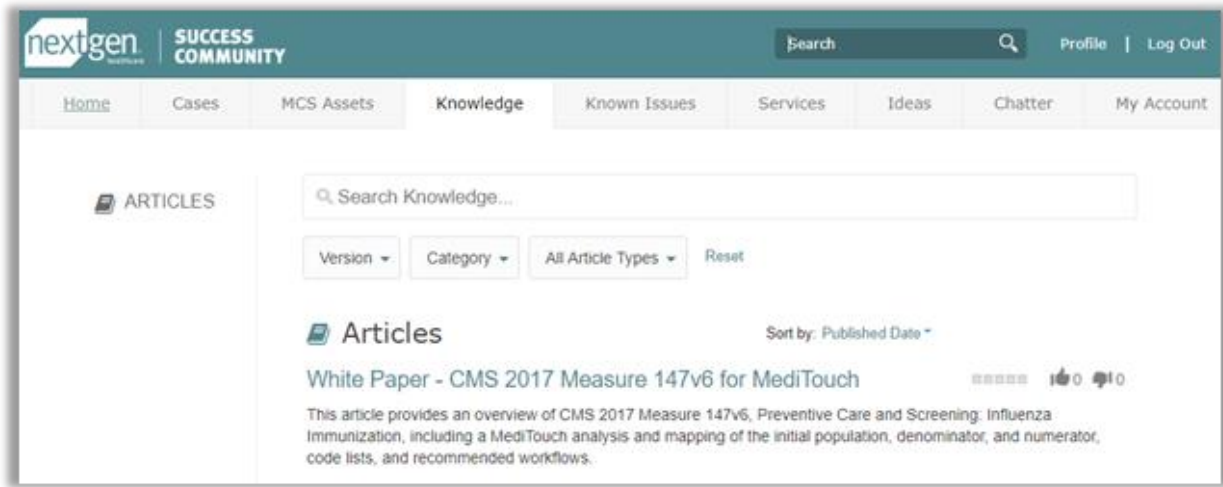 nextgen
healthcare
SUCCESS
COMMUNITY
Search
Profile | Log Out
Home Cases MCS Assets Knowledge Known Issues Services Ideas Chatter My Account
ARTICLES
Search Knowledge...
Version Category All Article Types Reset
Articles
Sort by: Published Date
White Paper - CMS 2017 Measure 147v6 for MediTouch
0 0
This article provides an overview of CMS 2017 Measure 147v6, Preventive Care and Screening: Influenza
Immunization, including a MediTouch analysis and mapping of the initial population, denominator, and numerator,
code lists, and recommended workflows.